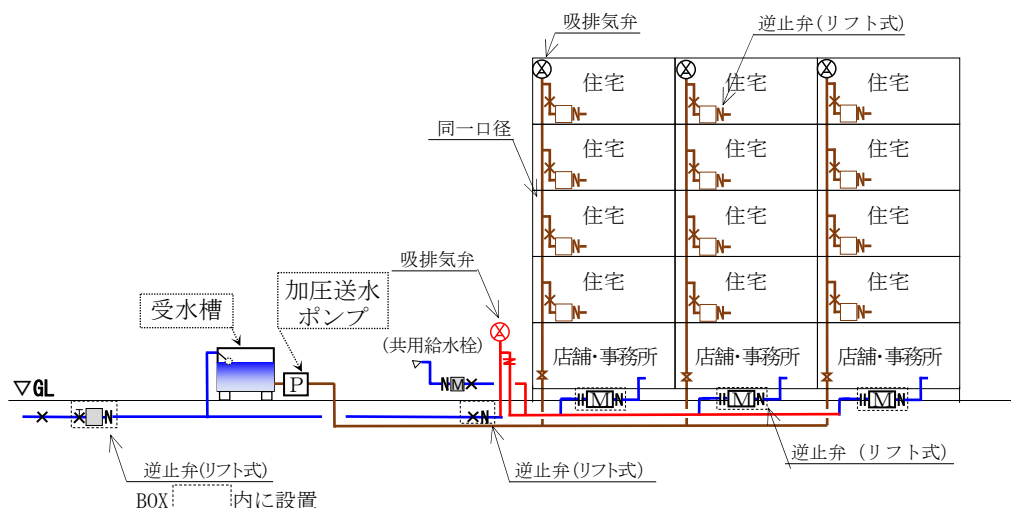 吸排気弁
逆止弁(リフト式)
住宅 住宅 住宅
同一口径
住宅 住宅 住宅
住宅 住宅 住宅
吸排気弁
住宅 住宅 住宅
加圧送水
ポンプ
受水槽
(共用給水栓)
店舗・事務所 店舗・事務所 店舗・事務所
P
N M
M N M N M N
▽GL
N
N
逆止弁(リフト式)
逆止弁(リフト式)
逆止弁 (リフト式)
BOX 内に設置